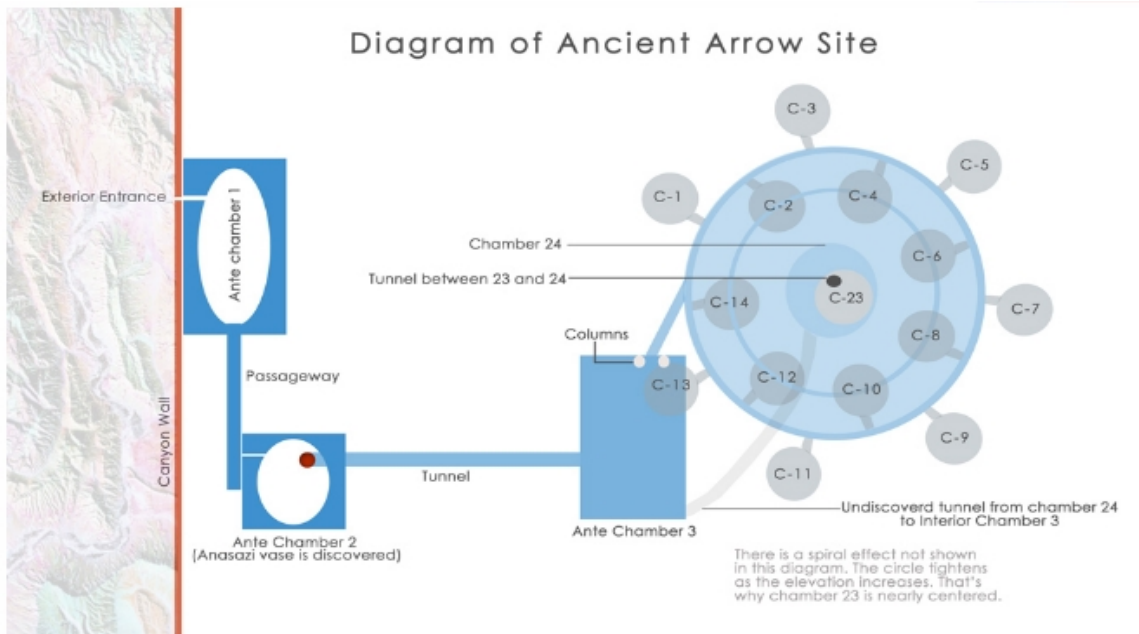 Diagram of Ancient Arrow Site
Exterior Entrance
Ante chamber 1
Canyon Wall
Passageway
Ante Chamber 2
(Anasazi vase is discovered)
Tunnel
Columns
Ante Chamber 3
Chamber 24
Tunnel between 23 and 24
C-1
C-2
C-3
C-4
C-5
C-6
C-7
C-8
C-9
C-10
C-11
C-12
C-13
C-14
C-23
Undiscoverd tunnel from chamber 24
to Interior Chamber 3
There is a spiral effect not shown
in this diagram. The circle tightens
as the elevation increases. That's
why chamber 23 is nearly centered.